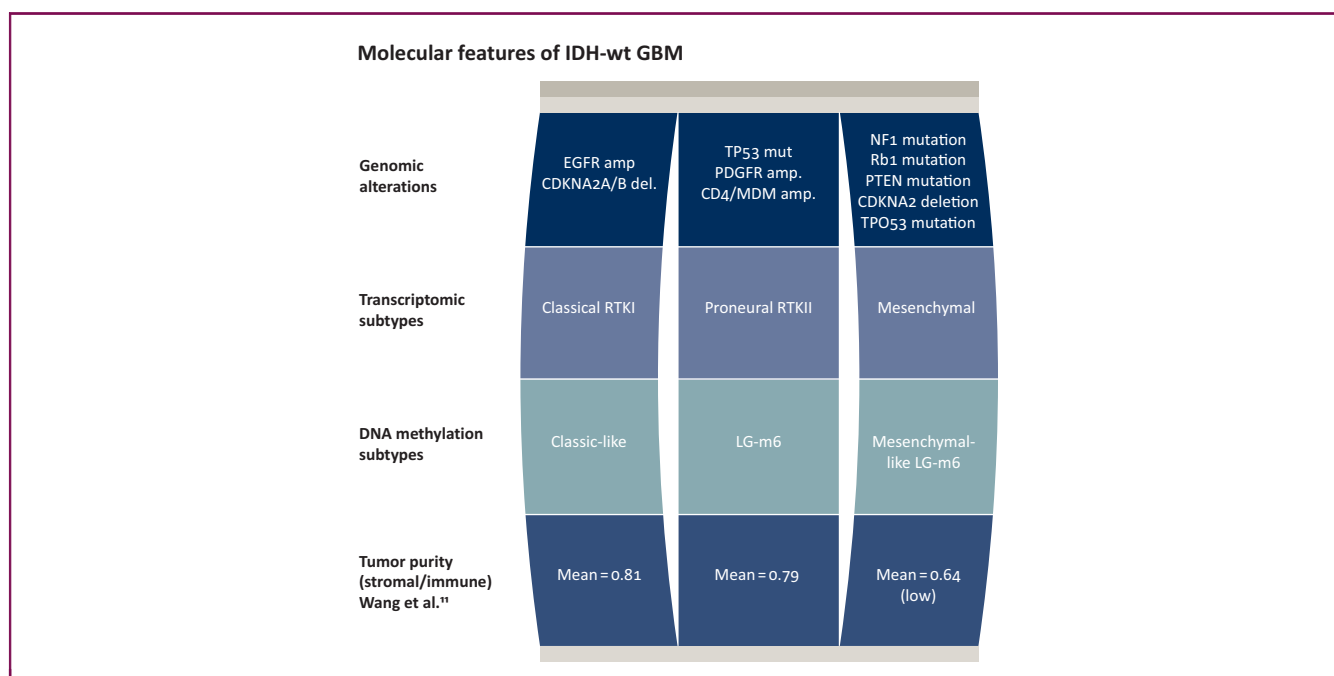 Molecular features of IDH-wt GBM
Genomic
alterations
EGFR amp
CDKNA2A/B del.
TP53 mut
PDGFR amp.
CD4/MDM amp.
NF1 mutation
Rb1 mutation
PTEN mutation
CDKNA2 deletion
TPO53 mutation
Transcriptomic
subtypes
Classical RTKI
Proneural RTKII
Mesenchymal
DNA methylation
subtypes
Classic-like
LG-m6
Mesenchymal-
like LG-m6
Tumor purity
(stromal/immune)
Wang et al.¹¹
Mean = 0.81
Mean = 0.79
Mean = 0.64
(low)